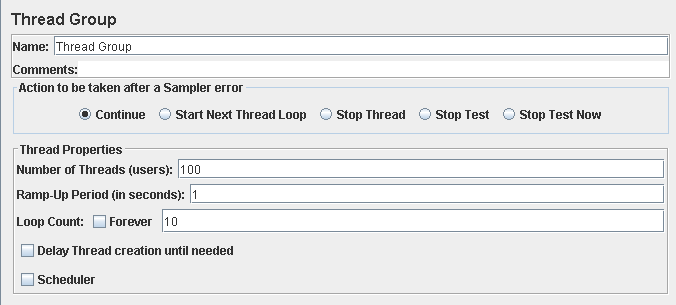 Thread Group
Name: Thread Group
Comments:
Action to be taken after a Sampler error
Continue Start Next Thread Loop Stop Thread Stop Test Stop Test Now
Thread Properties
Number of Threads (users): 100
Ramp-Up Period (in seconds): 1
Loop Count: Forever 10
Delay Thread creation until needed
Scheduler